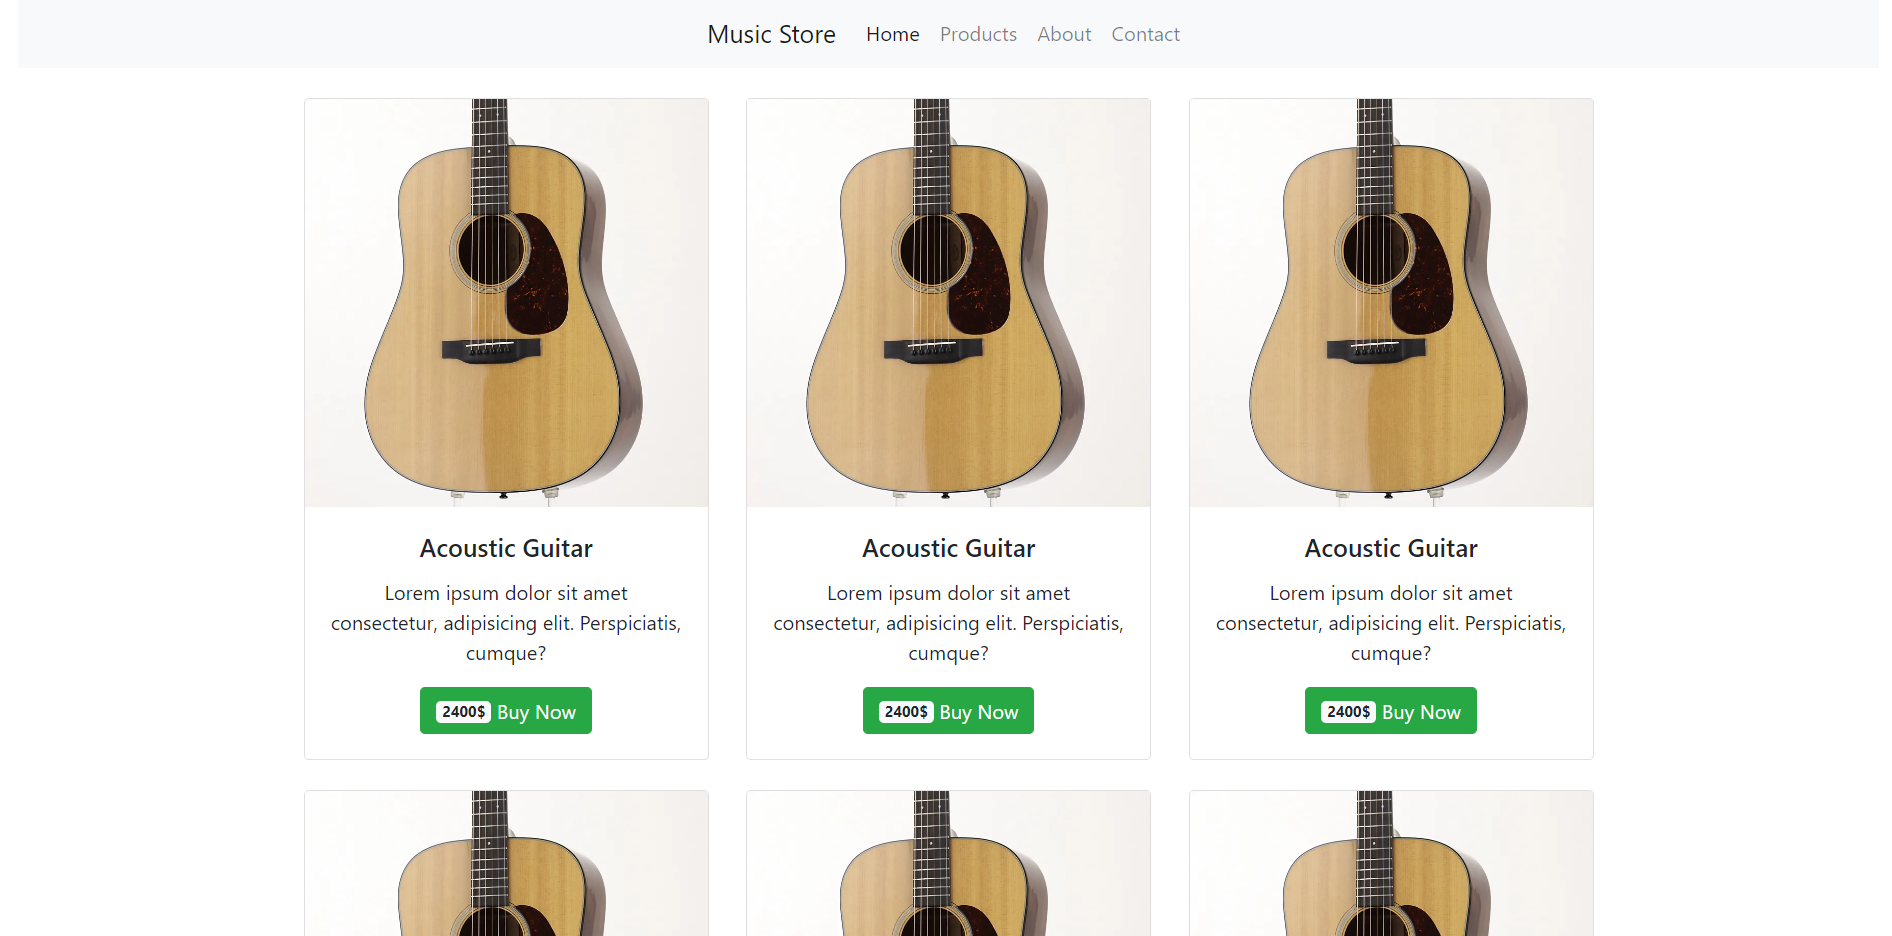 Music Store Home Products About Contact
Acoustic Guitar
Lorem ipsum dolor sit amet
consectetur, adipisicing elit. Perspiciatis,
cumque?
2400$ Buy Now
Acoustic Guitar
Lorem ipsum dolor sit amet
consectetur, adipisicing elit. Perspiciatis,
cumque?
2400$ Buy Now
Acoustic Guitar
Lorem ipsum dolor sit amet
consectetur, adipisicing elit. Perspiciatis,
cumque?
2400$ Buy Now